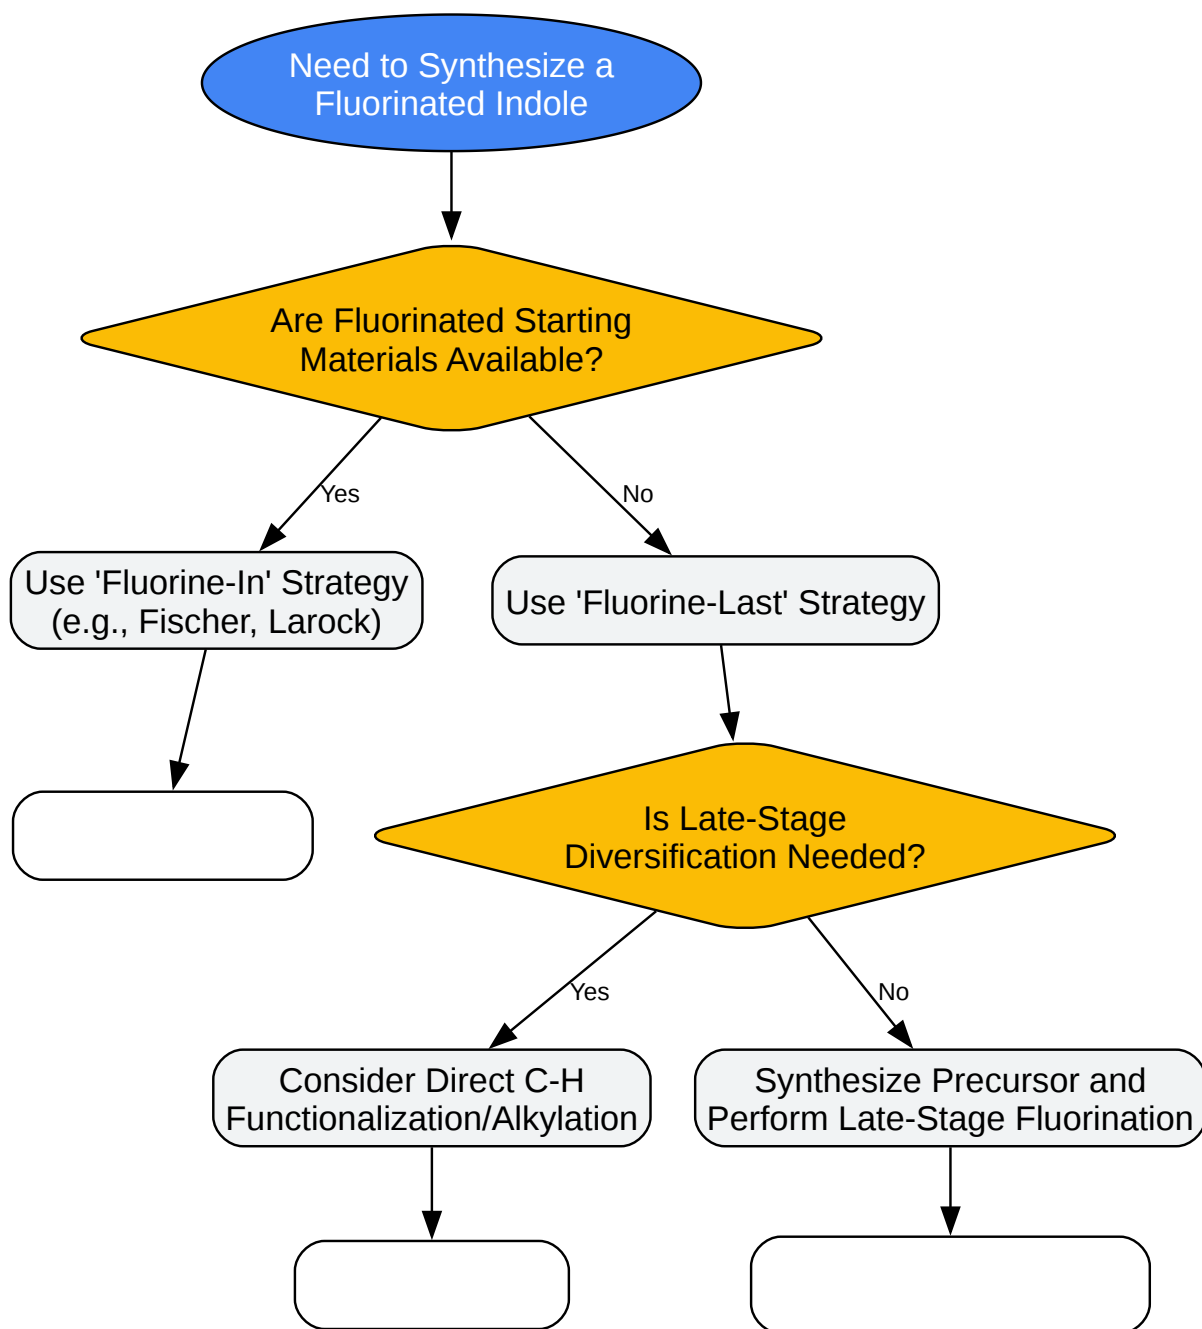 Need to Synthesize a
Fluorinated Indole
Are Fluorinated Starting
Materials Available?
Yes
No
Use 'Fluorine-In' Strategy
(e.g., Fischer, Larock)
Use 'Fluorine-Last' Strategy
Is Late-Stage
Diversification Needed?
Yes
No
Consider Direct C-H
Functionalization/Alkylation
Synthesize Precursor and
Perform Late-Stage Fluorination